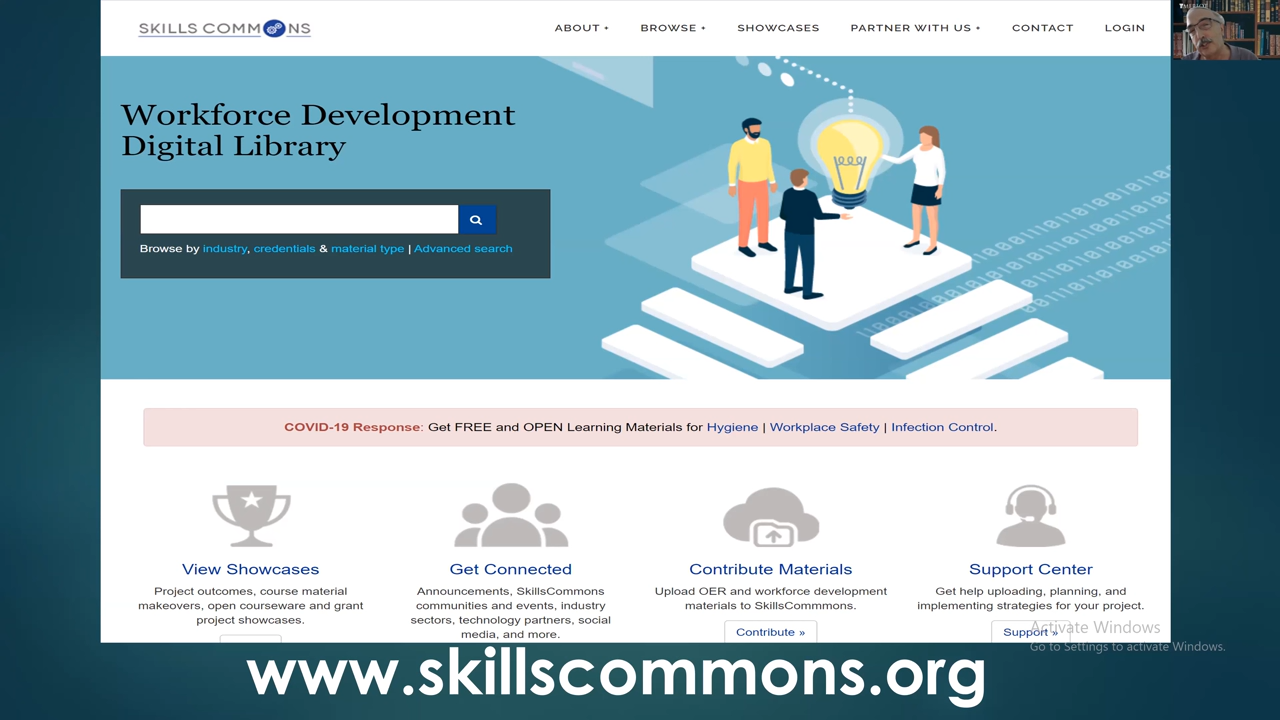 SKILLS COMMONS
ABOUT +
BROWSE +
SHOWCASES
PARTNER WITH US +
CONTACT
LOGIN
Workforce Development
Digital Library
Browse by industry, credentials & material type | Advanced search
COVID-19 Response: Get FREE and OPEN Learning Materials for Hygiene | Workplace Safety | Infection Control.
View Showcases
Project outcomes, course material
makeovers, open courseware and grant
project showcases.
Get Connected
Announcements, SkillsCommons
communities and events, industry
sectors, technology partners, social
media, and more.
Contribute Materials
Upload OER and workforce development
materials to SkillsCommmons.
Contribute »
Support Center
Get help uploading, planning, and
implementing strategies for your project.
Support »
Activate Windows
Go to Settings to activate Windows.
www.skillscommons.org